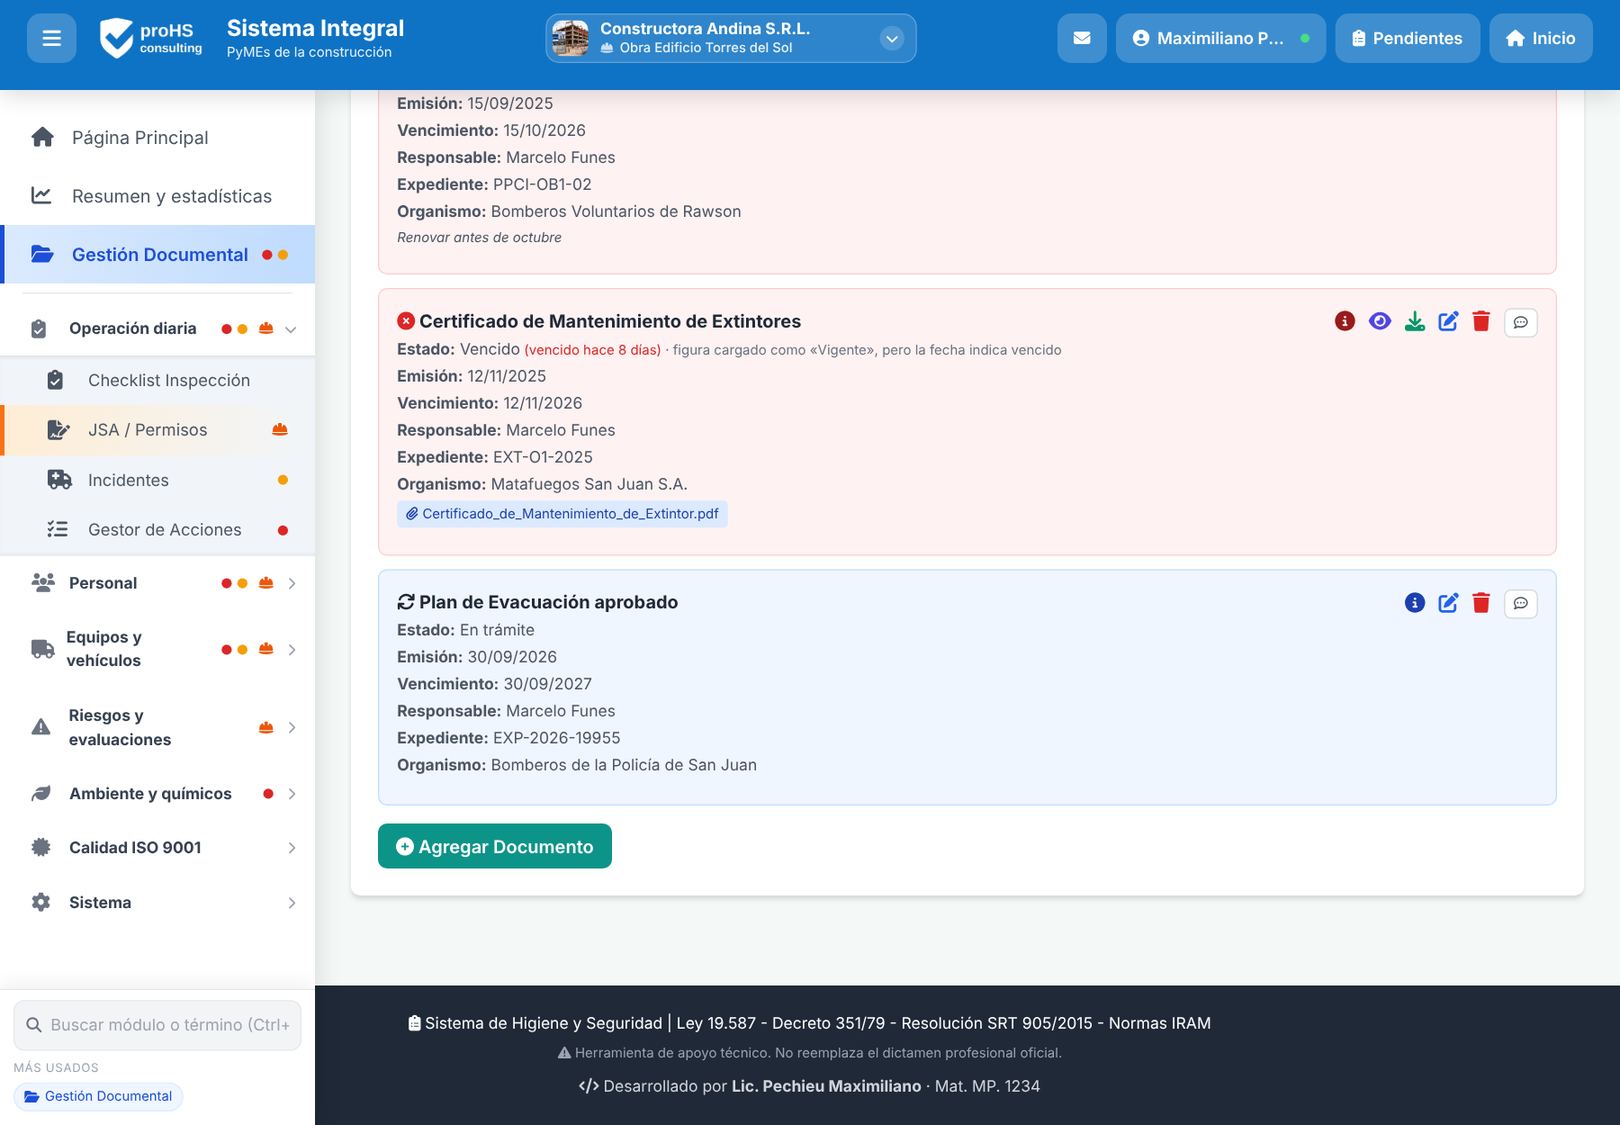 proHS
consulting
Sistema Integral
PyMEs de la construcción
Constructora Andina S.R.L.
Obra Edificio Torres del Sol
Maximiliano P...
Pendientes
Inicio
Página Principal
Resumen y estadísticas
Gestión Documental
Operación diaria
Checklist Inspección
JSA / Permisos
Incidentes
Gestor de Acciones
Personal
Equipos y
vehículos
Riesgos y
evaluaciones
Ambiente y químicos
Calidad ISO 9001
Sistema
Buscar módulo o término (Ctrl+
MÁS USADOS
Gestión Documental
Emisión: 15/09/2025
Vencimiento: 15/10/2026
Responsable: Marcelo Funes
Expediente: PPCI-OB1-02
Organismo: Bomberos Voluntarios de Rawson
Renovar antes de octubre
Certificado de Mantenimiento de Extintores
Estado: Vencido (vencido hace 8 días) · figura cargado como «Vigente», pero la fecha indica vencido
Emisión: 12/11/2025
Vencimiento: 12/11/2026
Responsable: Marcelo Funes
Expediente: EXT-O1-2025
Organismo: Matafuegos San Juan S.A.
Certificado_de_Mantenimiento_de_Extintor.pdf
Plan de Evacuación aprobado
Estado: En trámite
Emisión: 30/09/2026
Vencimiento: 30/09/2027
Responsable: Marcelo Funes
Expediente: EXP-2026-19955
Organismo: Bomberos de la Policía de San Juan
Agregar Documento
Sistema de Higiene y Seguridad | Ley 19.587 - Decreto 351/79 - Resolución SRT 905/2015 - Normas IRAM
Herramienta de apoyo técnico. No reemplaza el dictamen profesional oficial.
Desarrollado por Lic. Pechieu Maximiliano · Mat. MP. 1234